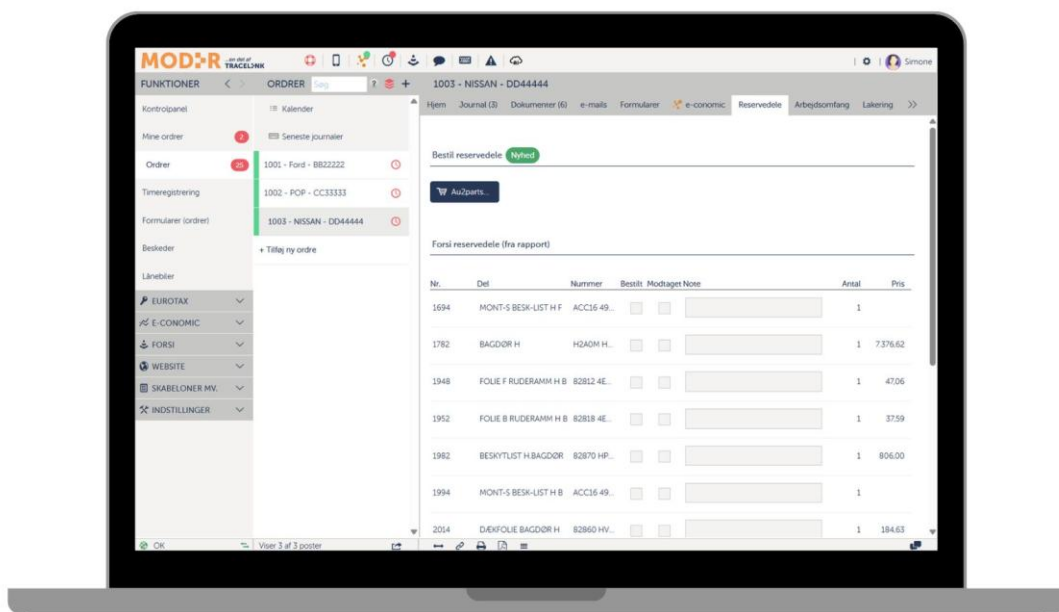 MODER ...en del af TRACELINK
Simone
FUNKTIONER
ORDRER Søg ? +
1003 - NISSAN - DD44444
Kontrolpanel
Mine ordrer 2
Ordrer 25
Timeregistrering
Formularer (ordrer)
Beskeder
Lånebiler
EUROTAX
E-CONOMIC
FORSI
WEBSITE
SKABELONER MV.
INDSTILLINGER
OK
Kalender
Seneste journaler
1001 - Ford - BB22222
1002 - POP - CC33333
1003 - NISSAN - DD44444
+ Tilføj ny ordre
Viser 3 af 3 poster
Hjem Journal (3) Dokumenter (6) e-mails Formularer e-conomic Reservedele Arbejdsomfang Lakering
Bestil reservedele Nyhed
Au2parts...
Forsi reservedele (fra rapport)
Nr. Del Nummer Bestilt Modtaget Note Antal Pris
1694 MONT-S BESK-LIST H F ACC16 49... 1
1782 BAGDØR H H2A0M H... 1 7.376,62
1948 FOLIE F RUDERAMM H B 82812 4E... 1 47,06
1952 FOLIE B RUDERAMM H B 82818 4E... 1 37,59
1982 BESKYTLIST H.BAGDØR 82870 HP... 1 806,00
1994 MONT-S BESK-LIST H B ACC16 49... 1
2014 DÆKFOLIE BAGDØR H 82860 HV... 1 184,63